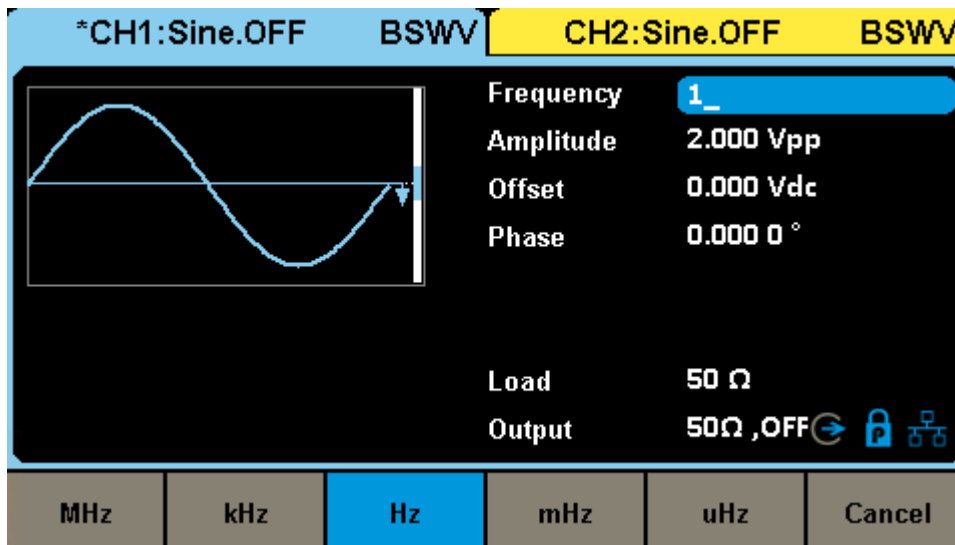 *CH1:Sine.OFF BSWV CH2:Sine.OFF BSWV
Frequency 1_
Amplitude 2.000 Vpp
Offset 0.000 Vdc
Phase 0.000 0 °
Load 50 Ω
Output 50Ω ,OFF P
MHz kHz Hz mHz uHz Cancel